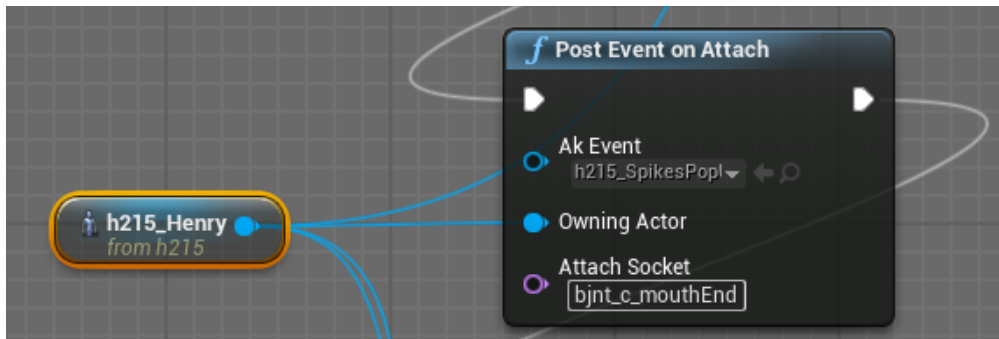 Post Event on Attach
Ak Event
h215_SpikesPopl
h215_Henry
from h215
Owning Actor
Attach Socket
bjnt_c_mouthEnd